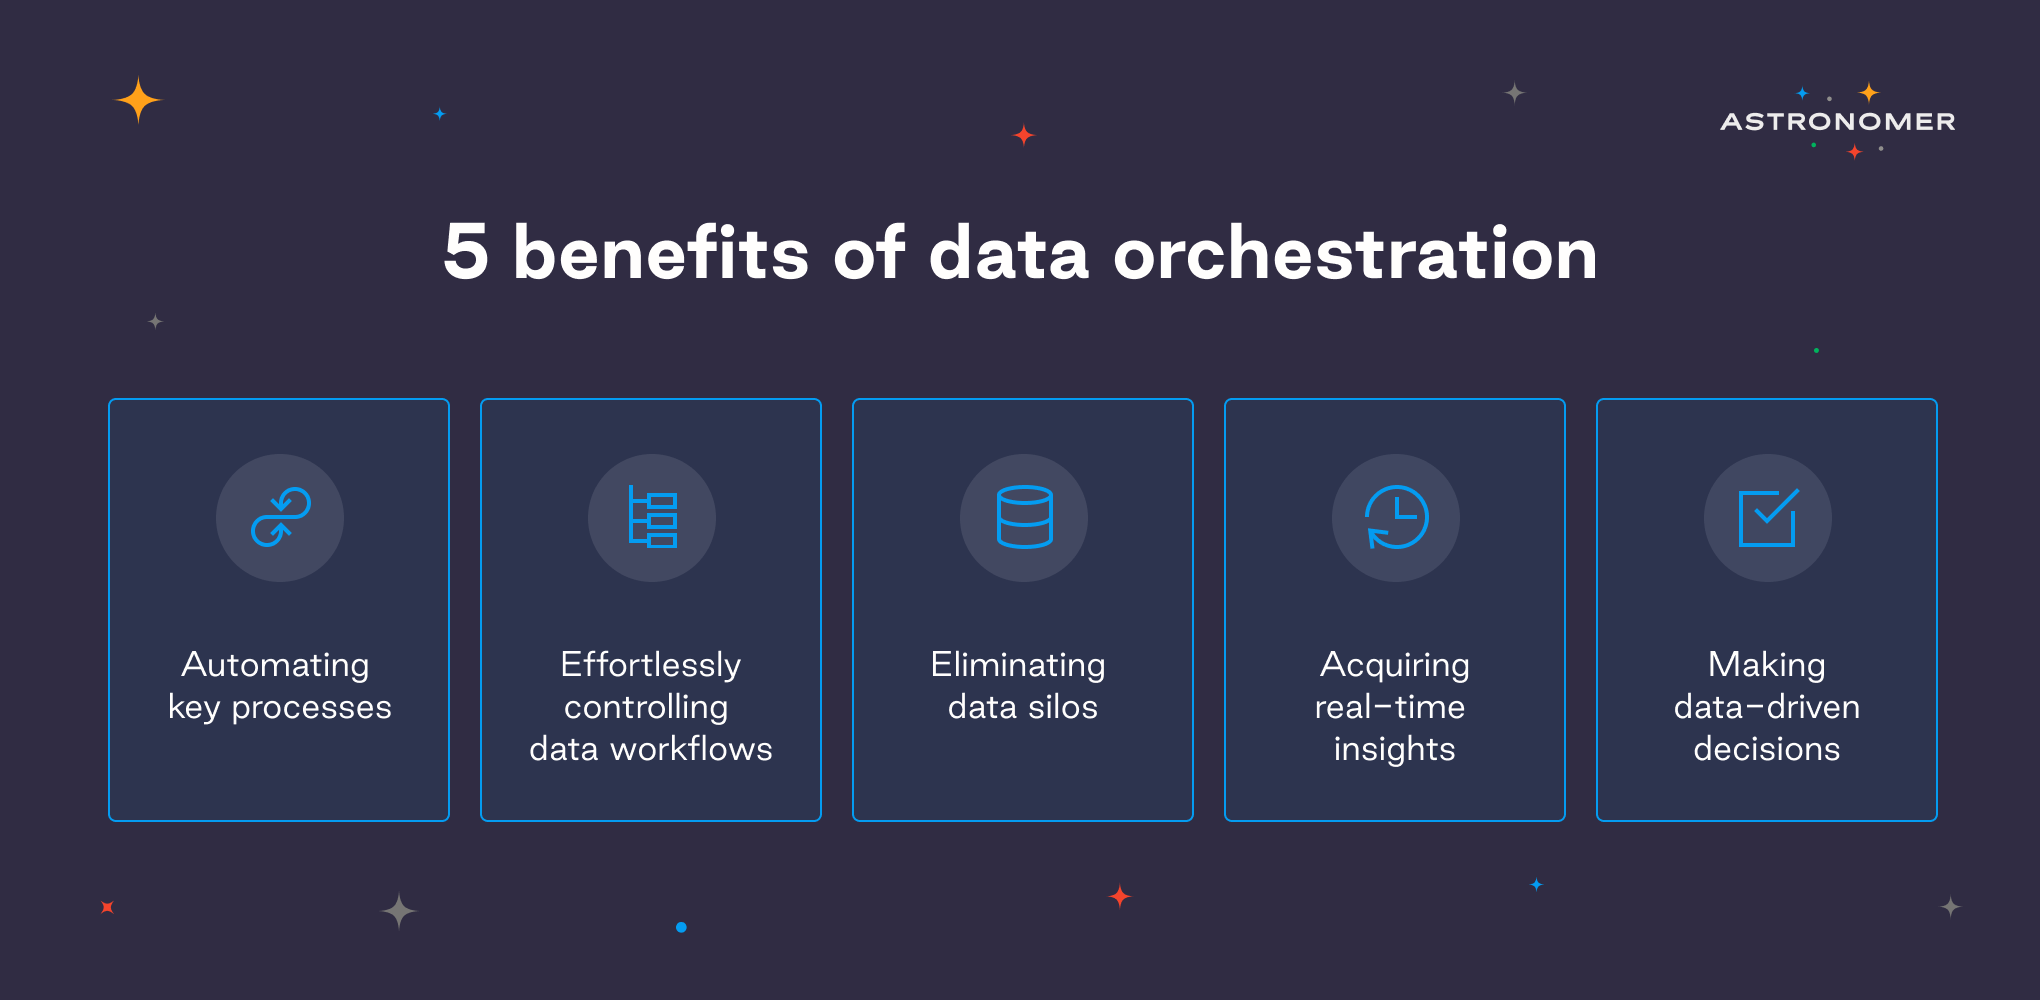 ASTRONOMER
5 benefits of data orchestration
Automating
key processes
Effortlessly
controlling
data workflows
Eliminating
data silos
Acquiring
real-time
insights
Making
data-driven
decisions